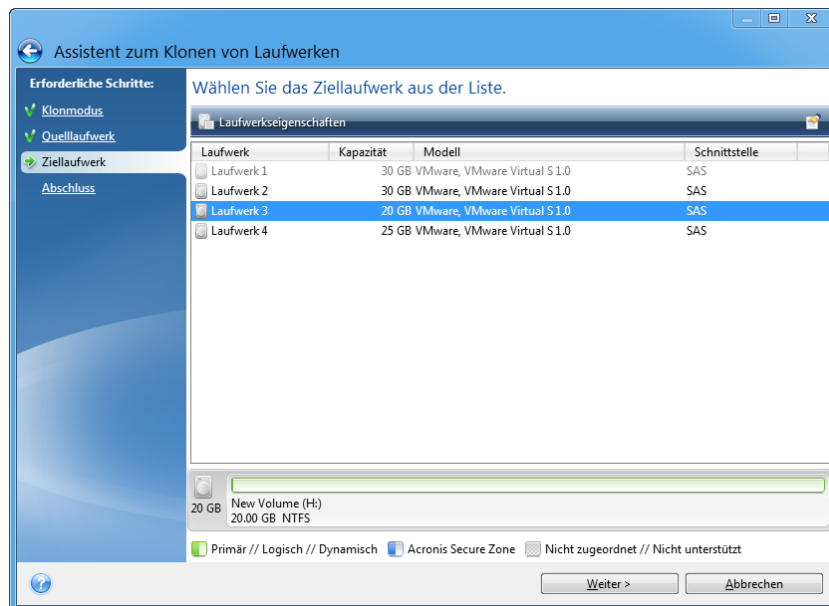 Assistent zum Klonen von Laufwerken
Erforderliche Schritte:
Klonmodus
Quelllaufwerk
Ziellaufwerk
Abschluss
Wählen Sie das Ziellaufwerk aus der Liste.
Laufwerkseigenschaften
Laufwerk Kapazität Modell Schnittstelle
Laufwerk 1 30 GB VMware, VMware Virtual S 1.0 SAS
Laufwerk 2 30 GB VMware, VMware Virtual S 1.0 SAS
Laufwerk 3 20 GB VMware, VMware Virtual S 1.0 SAS
Laufwerk 4 25 GB VMware, VMware Virtual S 1.0 SAS
20 GB
New Volume (H:)
20.00 GB NTFS
Primär // Logisch // Dynamisch Acronis Secure Zone Nicht zugeordnet // Nicht unterstützt
? Weiter > Abbrechen